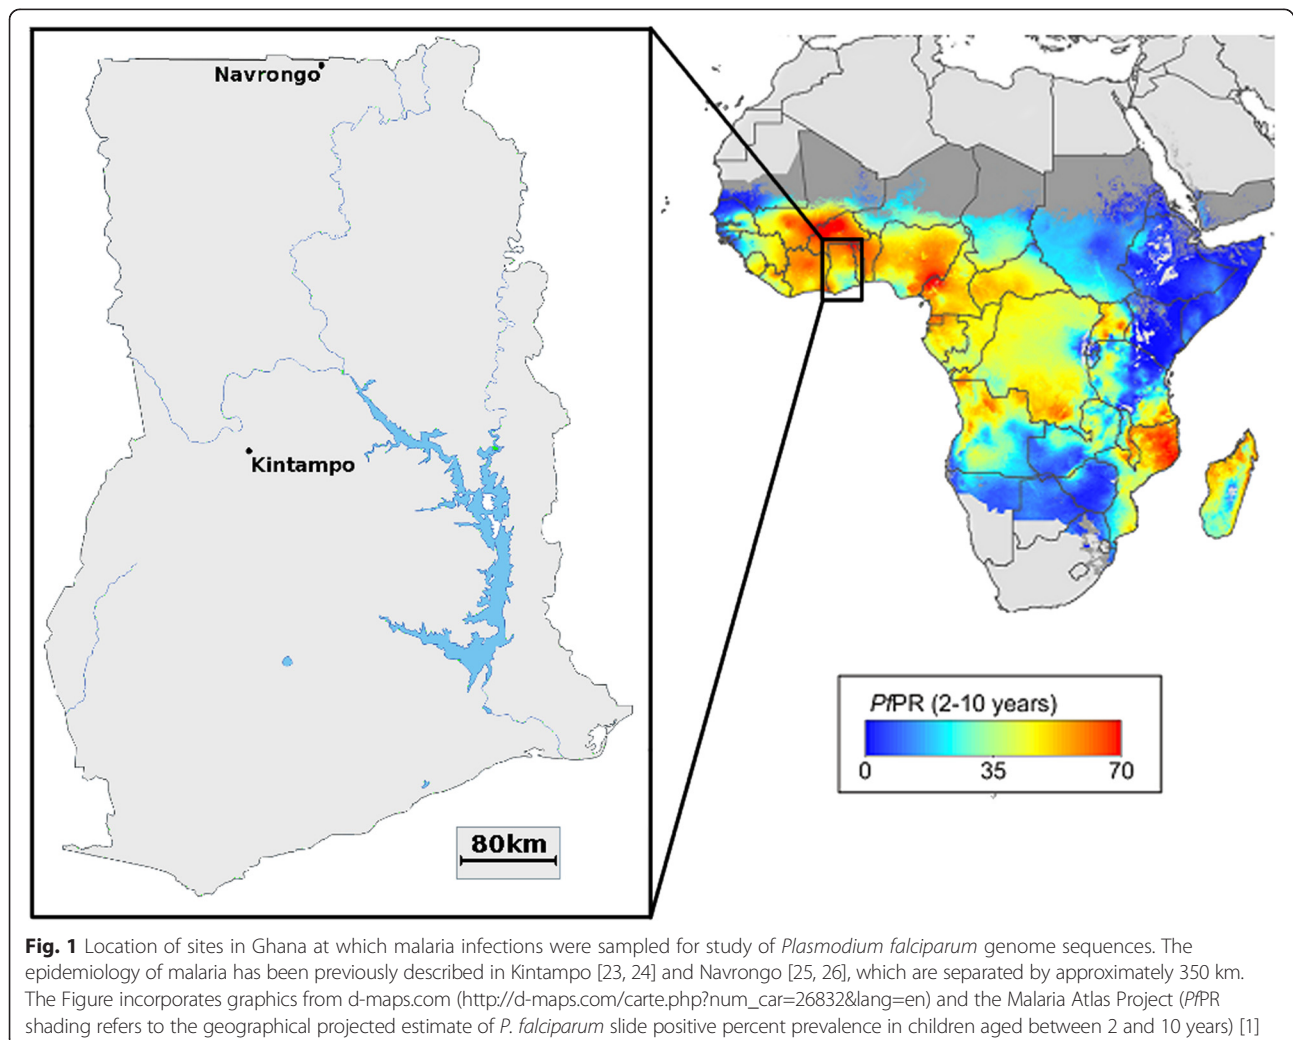 Navrongo
Kintampo
80km
PfPR (2-10 years)
0 35 70
Fig. 1 Location of sites in Ghana at which malaria infections were sampled for study of Plasmodium falciparum genome sequences. The
epidemiology of malaria has been previously described in Kintampo [23, 24] and Navrongo [25, 26], which are separated by approximately 350 km.
The Figure incorporates graphics from d-maps.com (http://d-maps.com/carte.php?num_car=26832&lang=en) and the Malaria Atlas Project (PfPR
shading refers to the geographical projected estimate of P. falciparum slide positive percent prevalence in children aged between 2 and 10 years) [1]